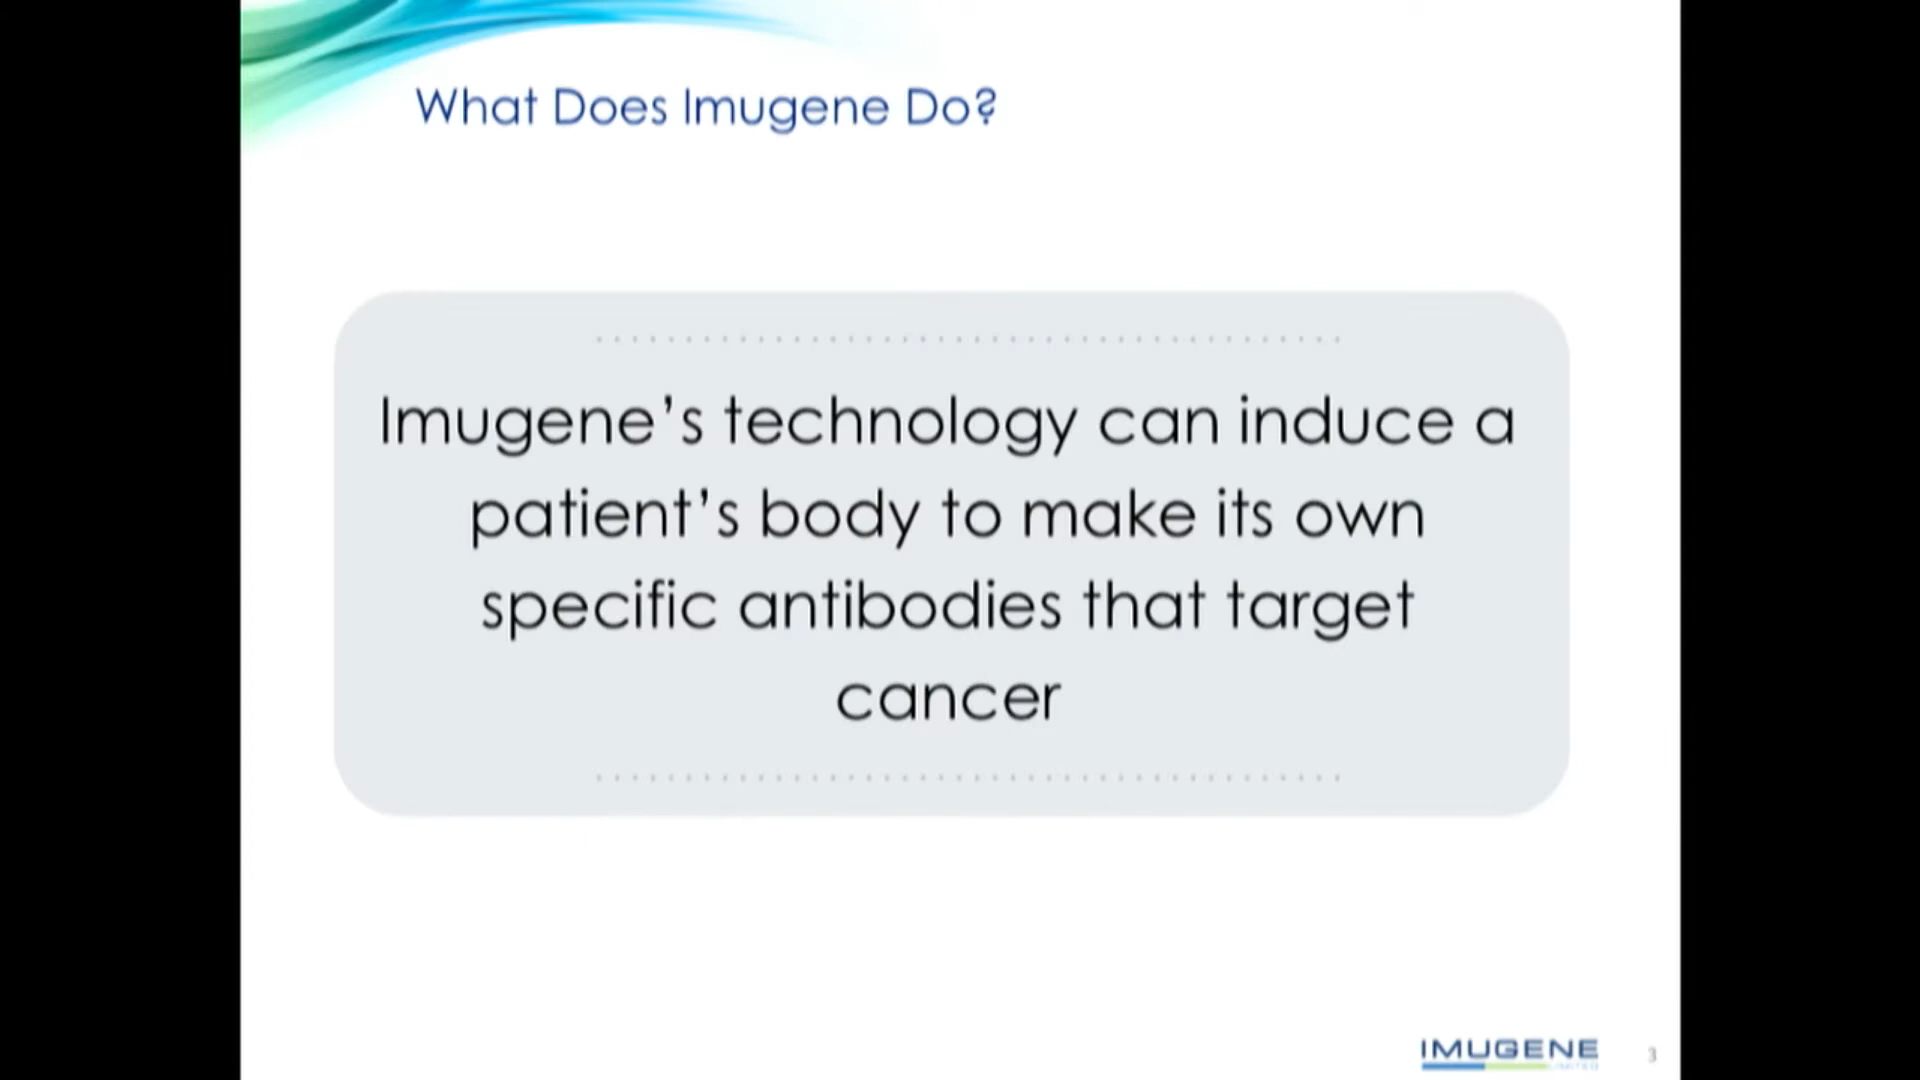 What Does Imugene Do?
Imugene’s technology can induce a
patient’s body to make its own
specific antibodies that target
cancer
IMUGENE
LIMITED
3